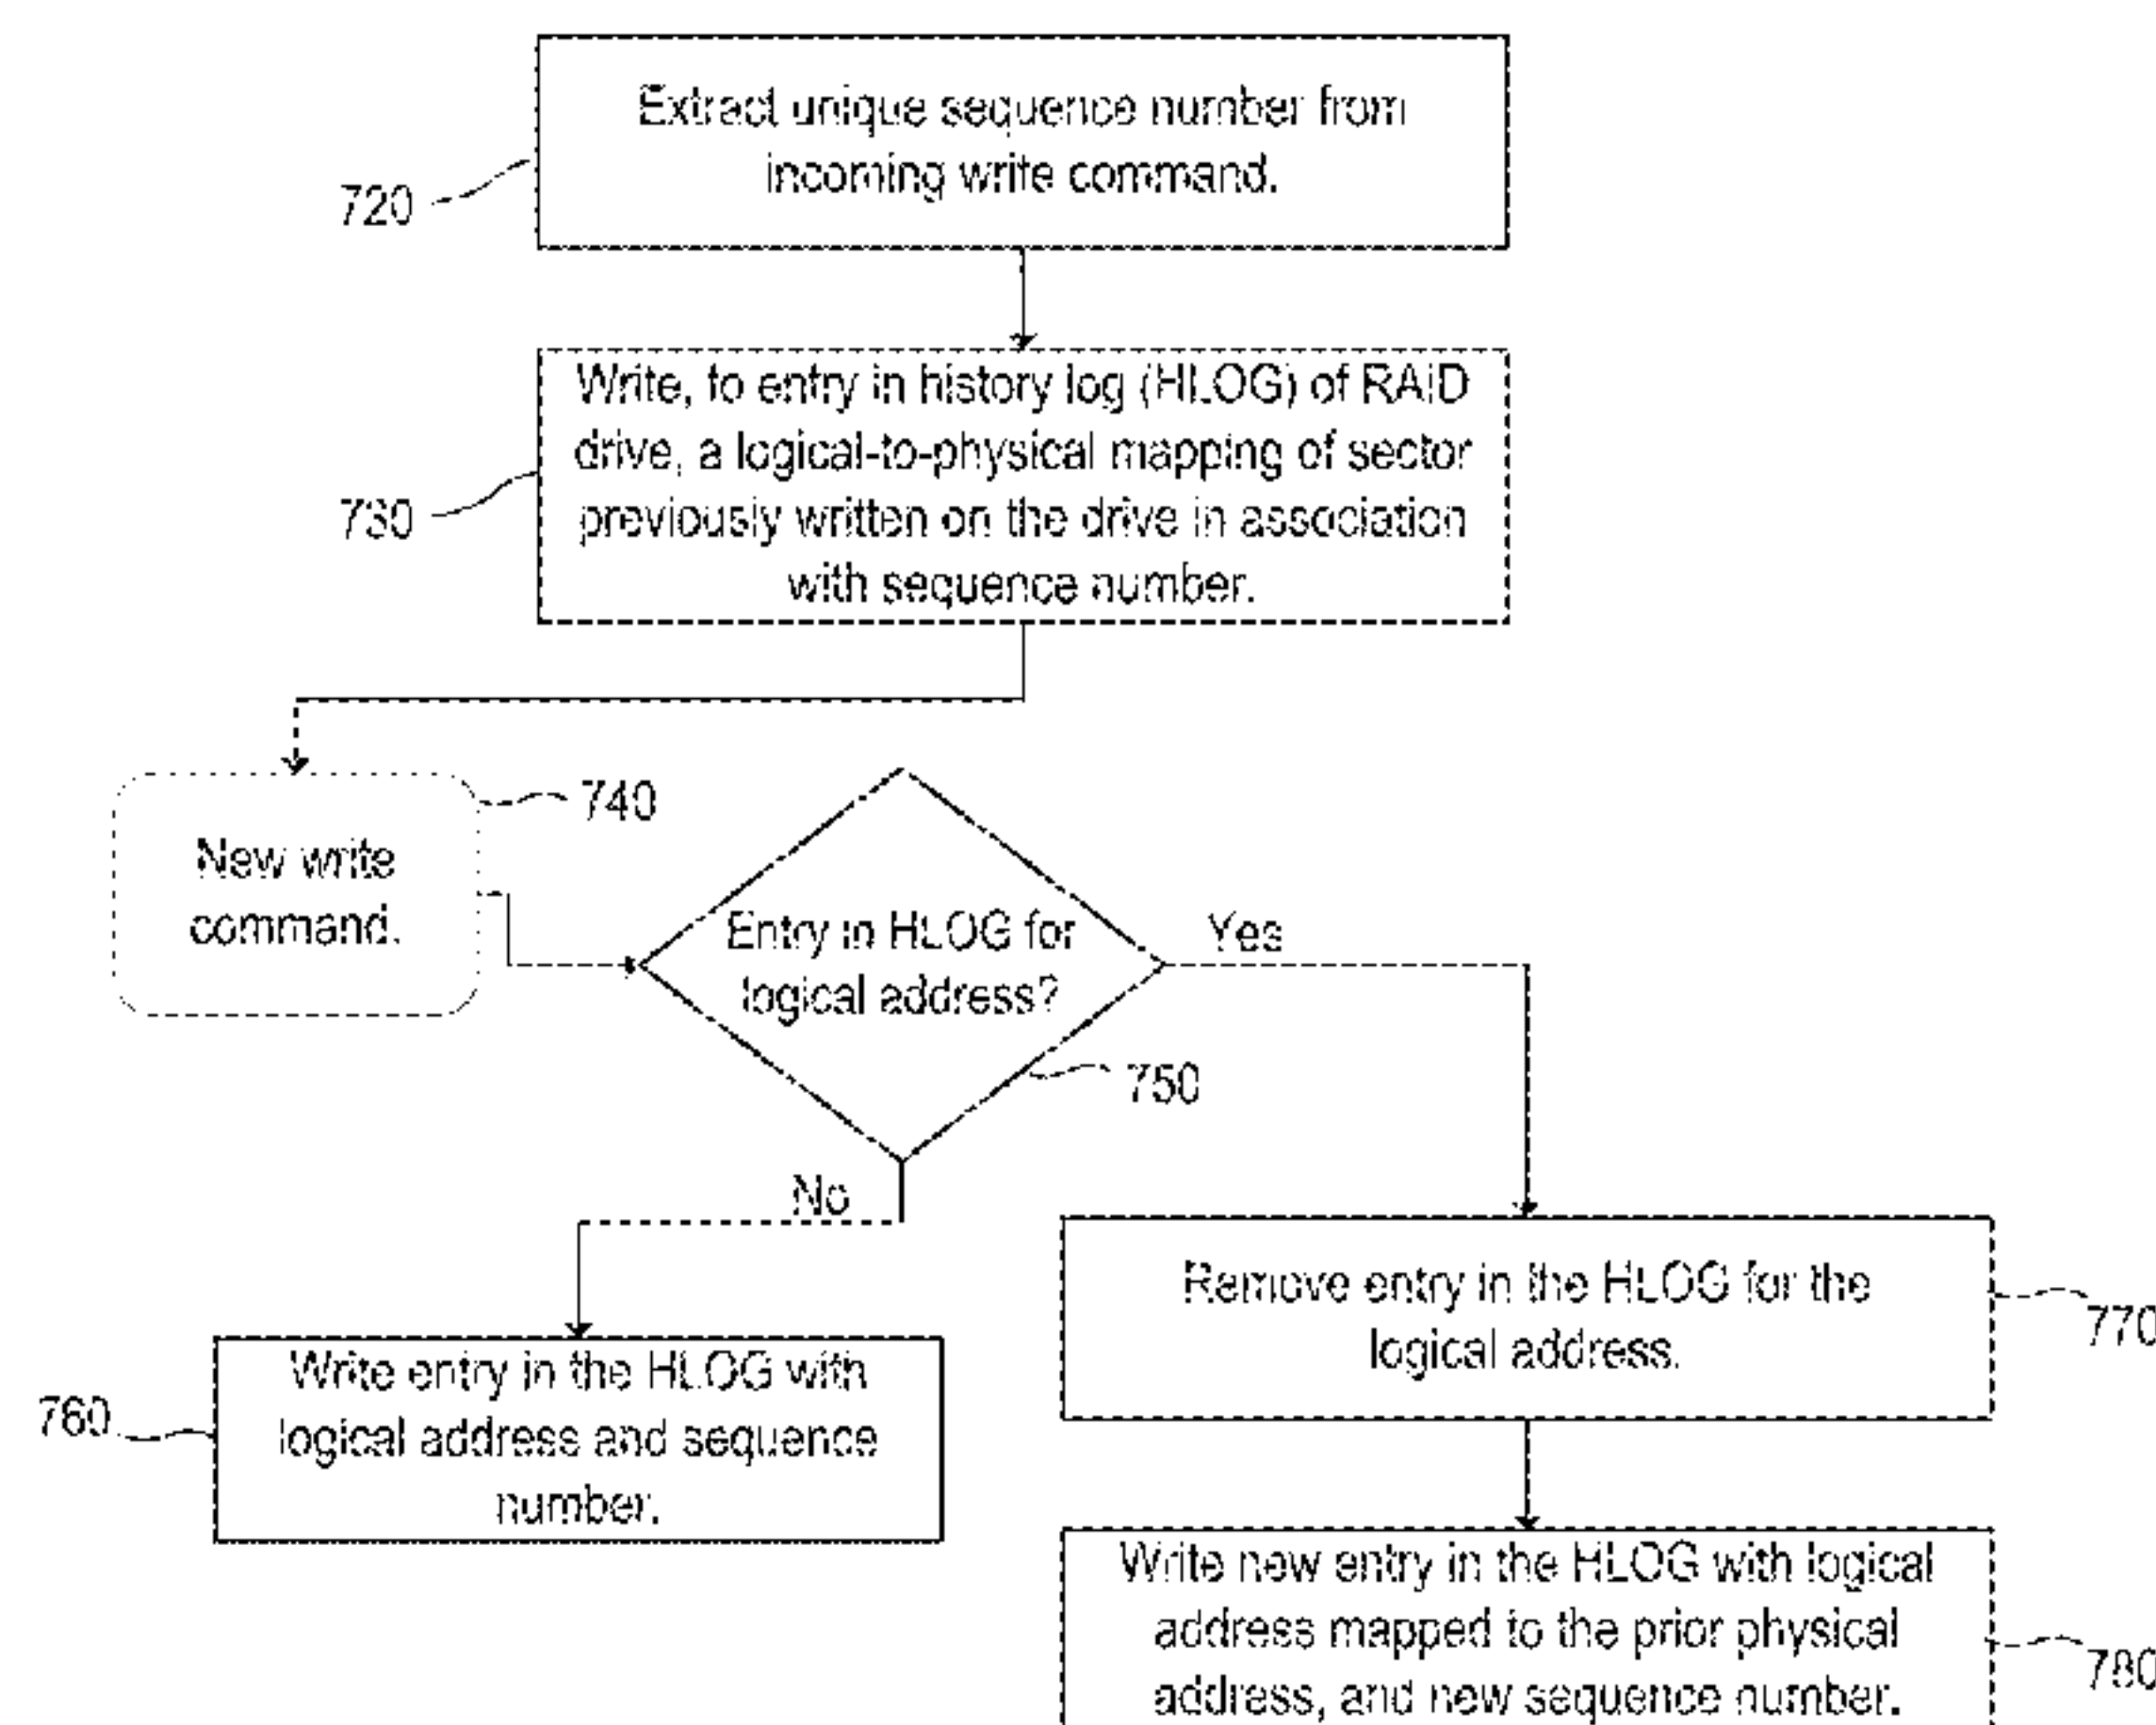 Extract unique sequence number from
incoming write command.
720
Write, to entry in history log (HLOG) of RAID
drive, a logical-to-physical mapping of sector
previously written on the drive in association
with sequence number.
730
740
New write
command.
Entry in HLOG for
logical address?
Yes
750
No
Remove entry in the HLOG for the
logical address.
770
Write entry in the HLOG with
logical address and sequence
number.
760
Write new entry in the HLOG with logical
address mapped to the prior physical
address, and new sequence number.
780